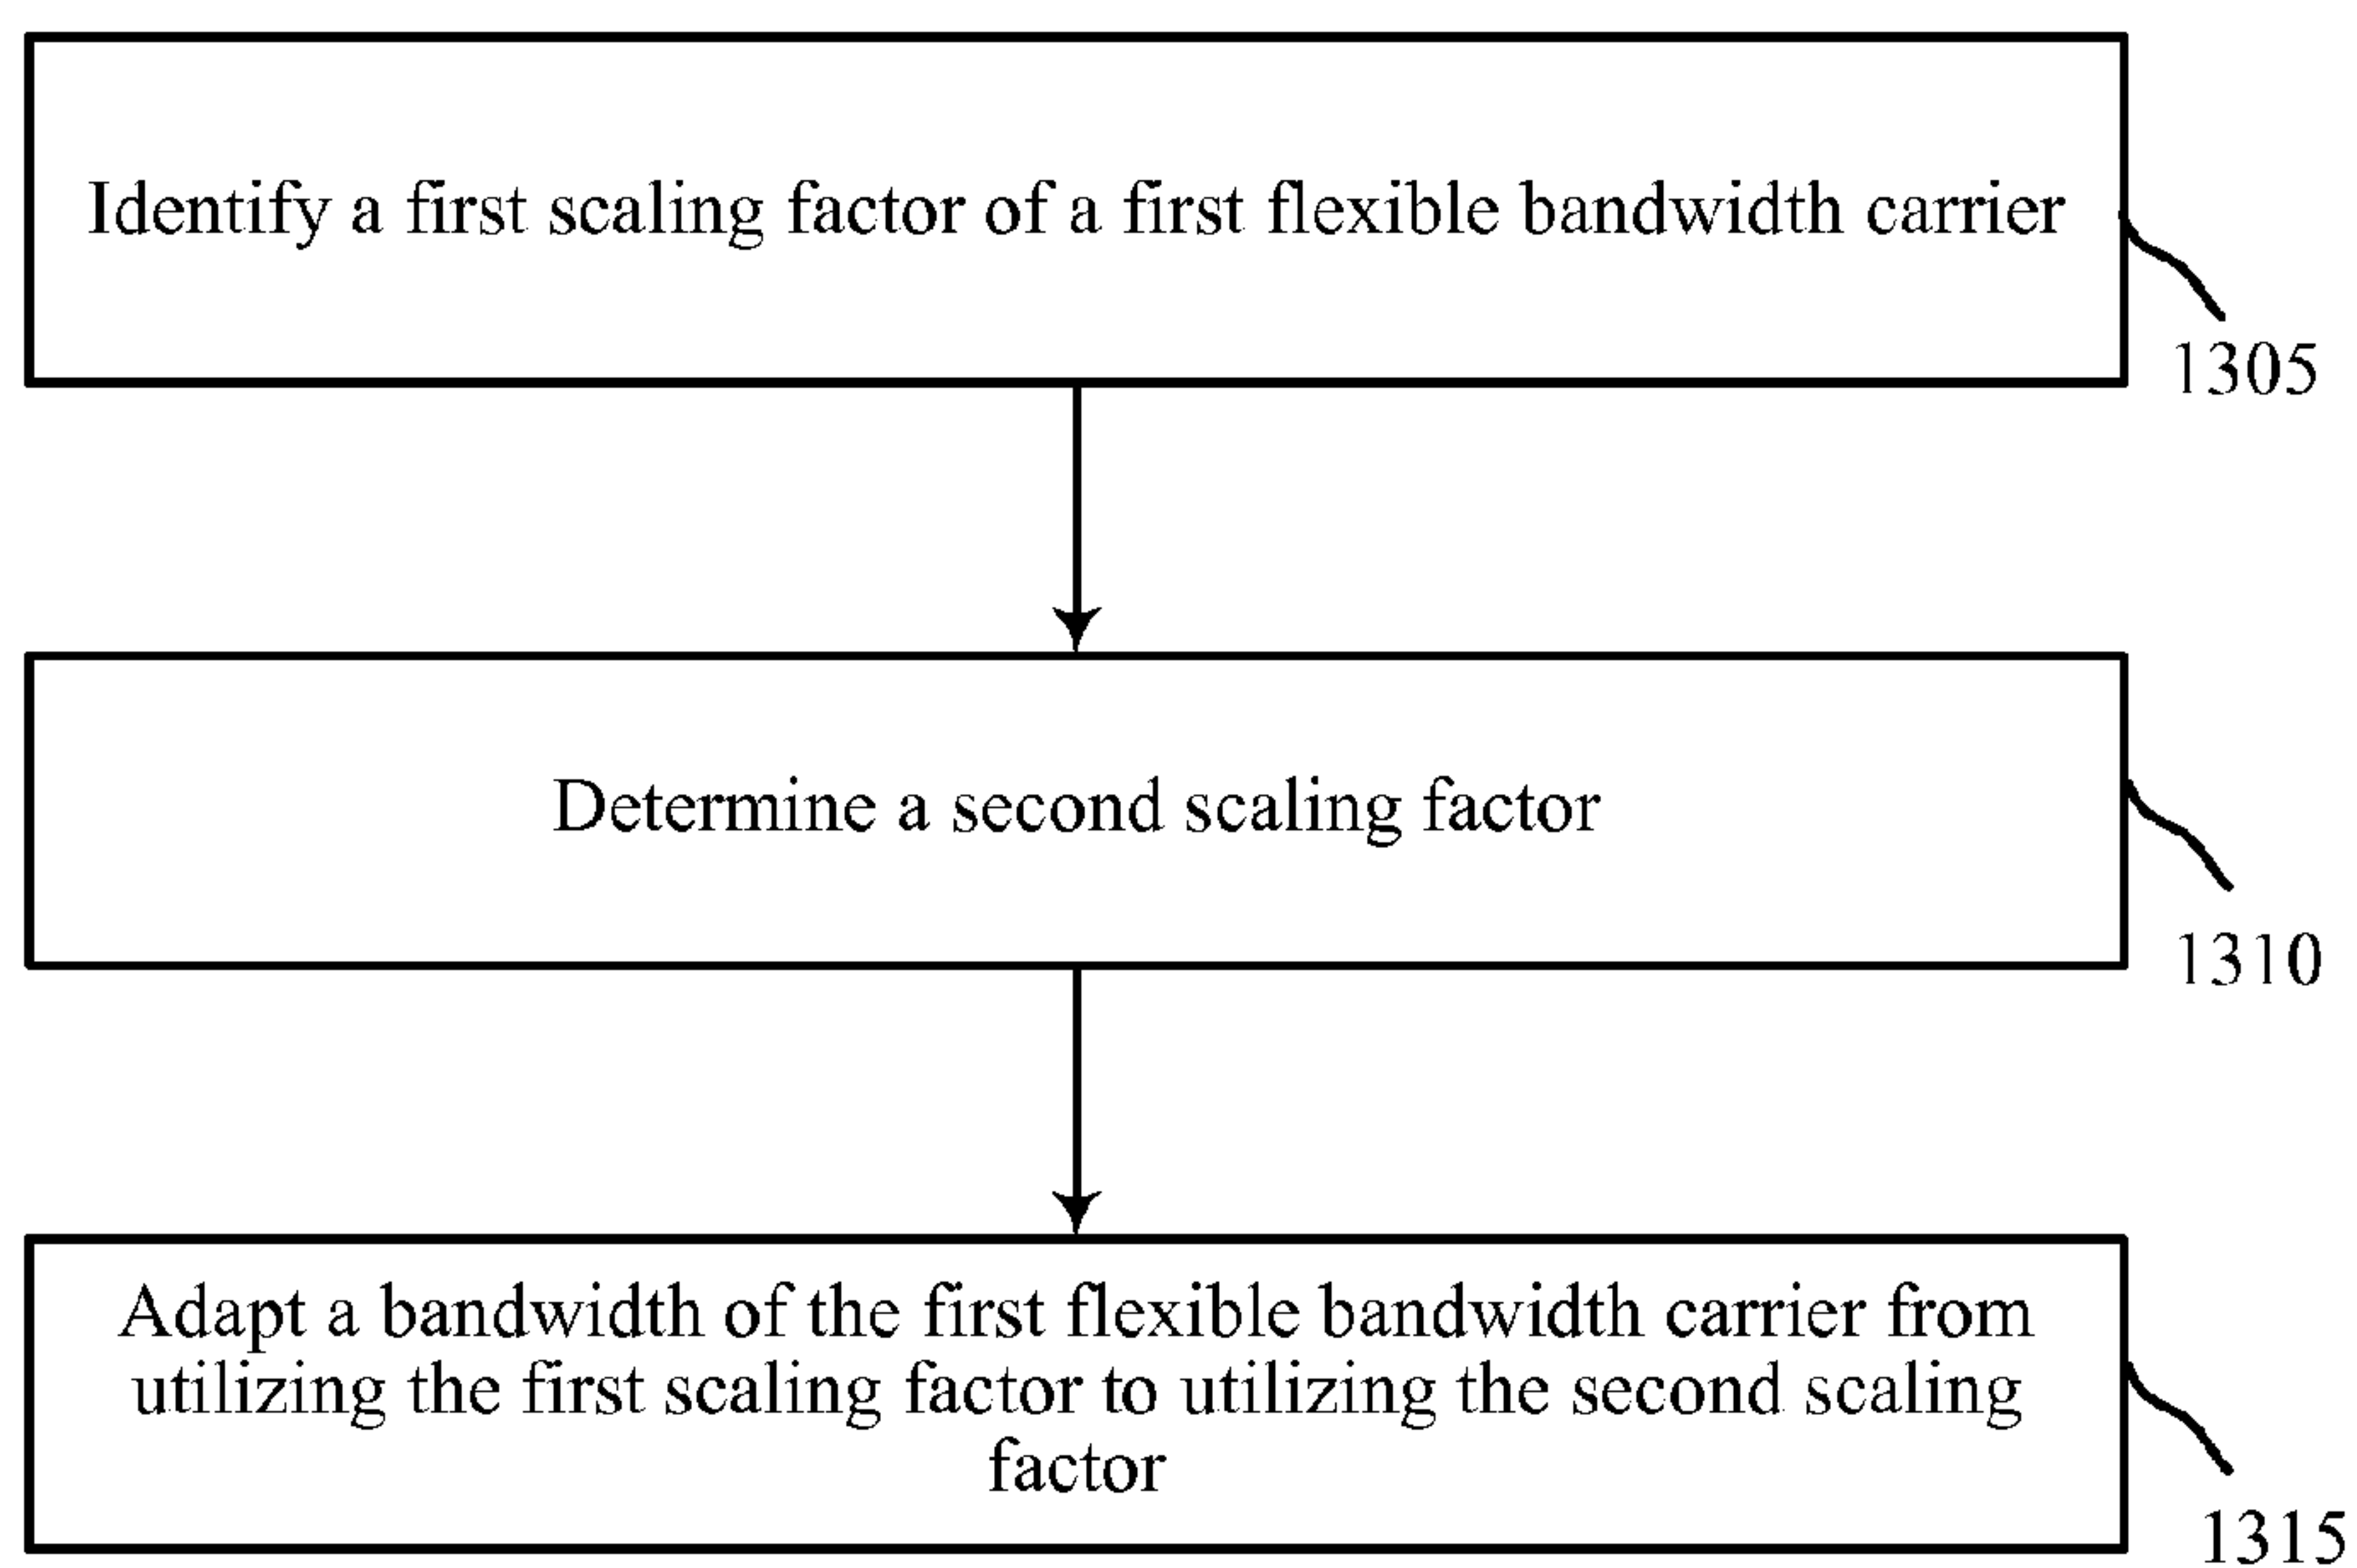 Identify a first scaling factor of a first flexible bandwidth carrier
1305
Determine a second scaling factor
1310
Adapt a bandwidth of the first flexible bandwidth carrier from
utilizing the first scaling factor to utilizing the second scaling
factor
1315